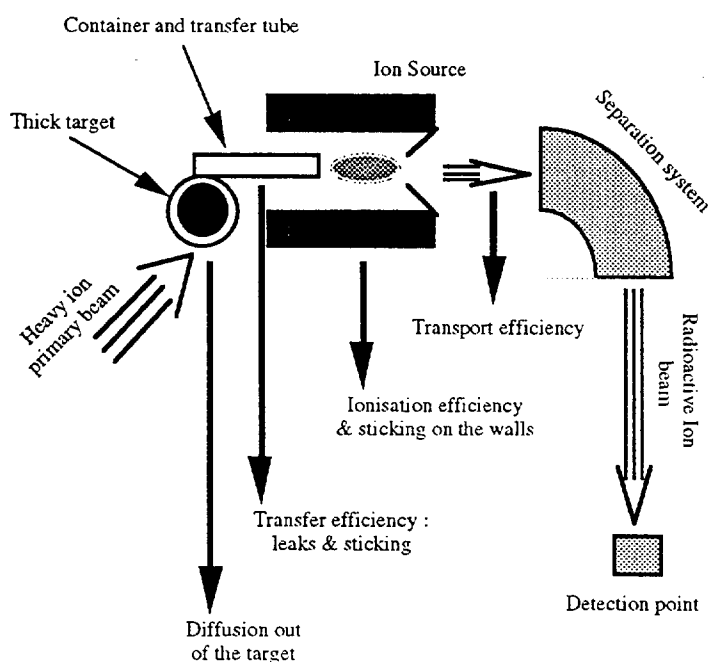 Container and transfer tube
Ion Source
Thick target
Separation system
Heavy ion
primary beam
Transport efficiency
Radioactive Ion
beam
Ionisation efficiency
& sticking on the walls
Transfer efficiency :
leaks & sticking
Detection point
Diffusion out
of the target